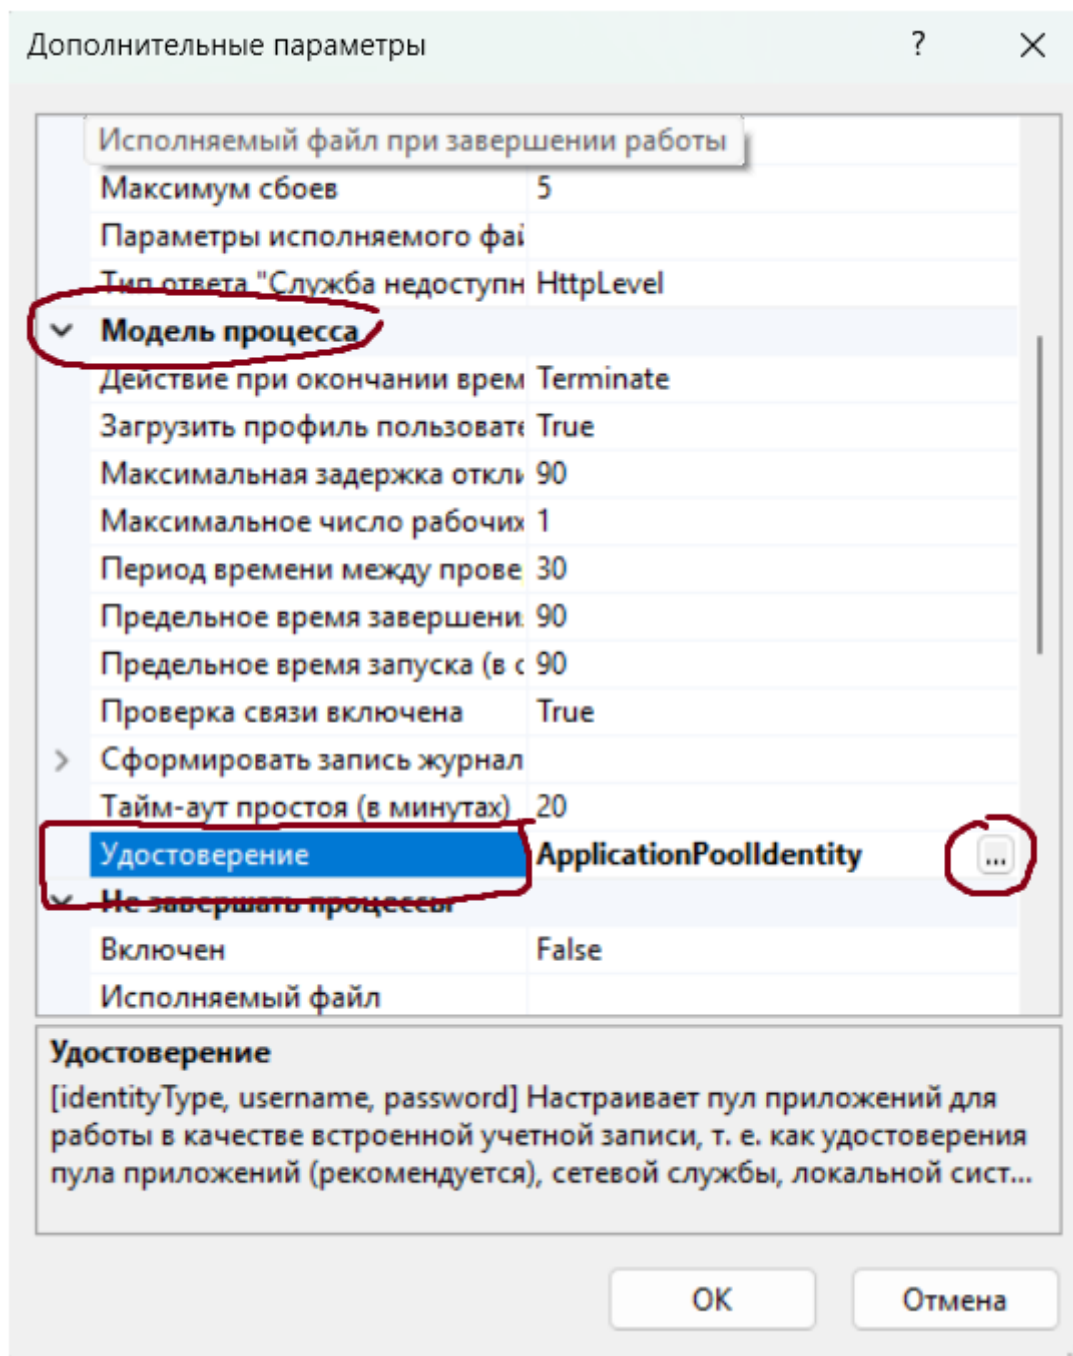 Дополнительные параметры ?
Исполняемый файл при завершении работы
Максимум сбоев 5
Параметры исполняемого фай
Тип ответа "Служба недоступн HttpLevel
Модель процесса
Действие при окончании врем Terminate
Загрузить профиль пользовате True
Максимальная задержка откли 90
Максимальное число рабочих 1
Период времени между прове 30
Предельное время завершени 90
Предельное время запуска (в с 90
Проверка связи включена True
Сформировать запись журнал
Тайм-аут простоя (в минутах) 20
Удостоверение ApplicationPoolIdentity ...
Не завершать процессы
Включен False
Исполняемый файл
Удостоверение
[identityType, username, password] Настраивает пул приложений для
работы в качестве встроенной учетной записи, т. е. как удостоверения
пула приложений (рекомендуется), сетевой службы, локальной сист...
ОК Отмена